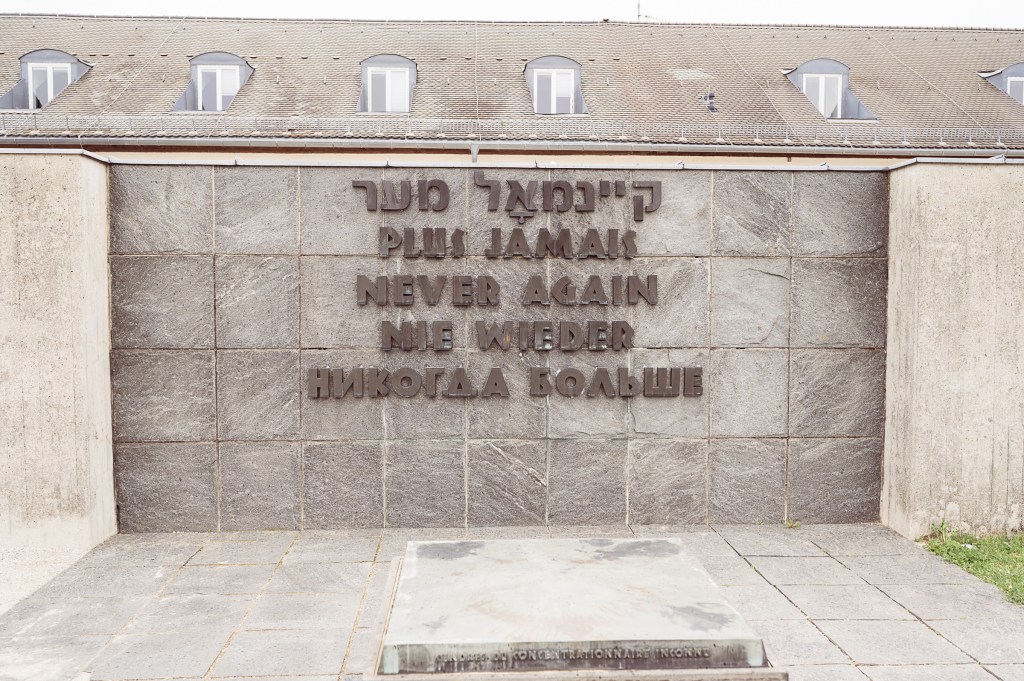 קיינמאָל מער
PLUS JAMAIS
NEVER AGAIN
NIE WIEDER
НИКОГДА БОЛЬШЕ
CONCENTRATIONNAIRE INCONNU